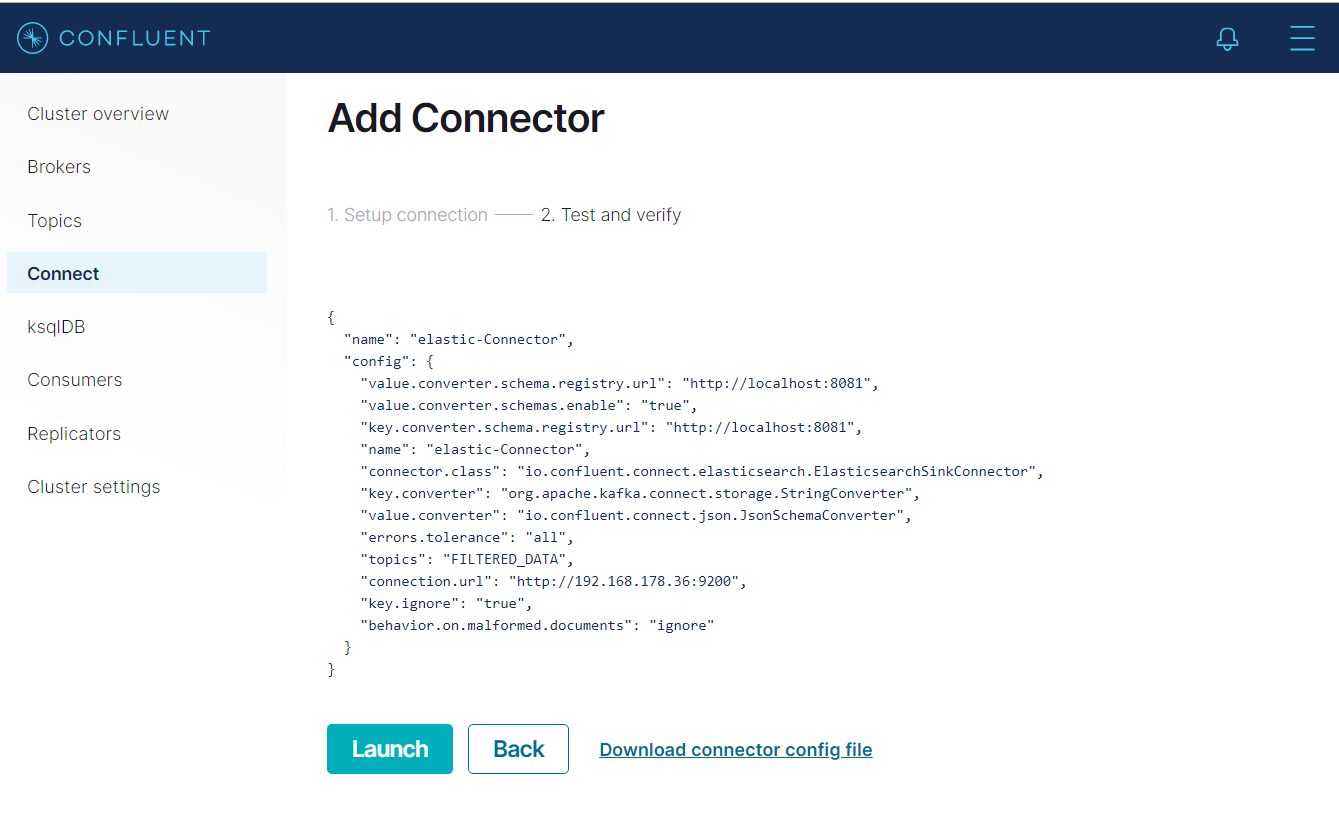 CONFLUENT
Cluster overview
Brokers
Topics
Connect
ksqlDB
Consumers
Replicators
Cluster settings
Add Connector
1. Setup connection 2. Test and verify
{
"name": "elastic-Connector",
"config": {
"value.converter.schema.registry.url": "http://localhost:8081",
"value.converter.schemas.enable": "true",
"key.converter.schema.registry.url": "http://localhost:8081",
"name": "elastic-Connector",
"connector.class": "io.confluent.connect.elasticsearch.ElasticsearchSinkConnector",
"key.converter": "org.apache.kafka.connect.storage.StringConverter",
"value.converter": "io.confluent.connect.json.JsonSchemaConverter",
"errors.tolerance": "all",
"topics": "FILTERED_DATA",
"connection.url": "http://192.168.178.36:9200",
"key.ignore": "true",
"behavior.on.malformed.documents": "ignore"
}
}
Launch Back Download connector config file